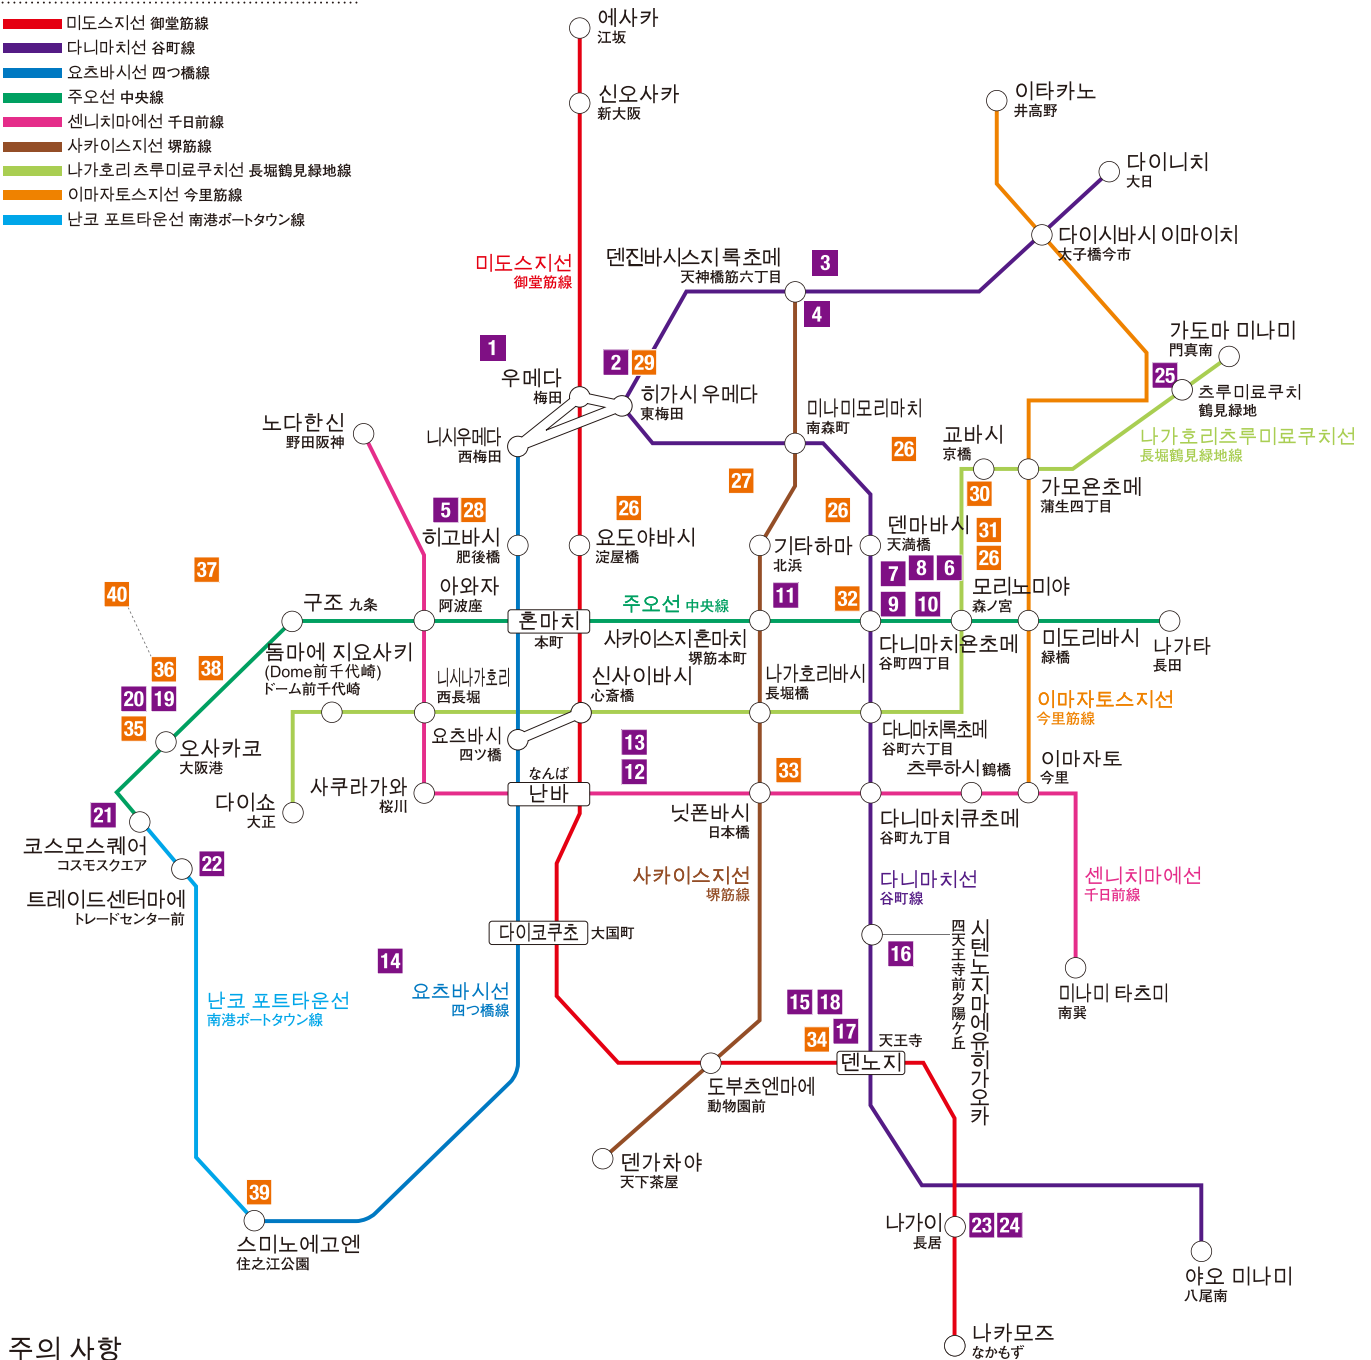 미도스지선 御堂筋線
다니마치선 谷町線
요츠바시선 四つ橋線
주오선 中央線
센니치마에선 千日前線
사카이스지선 堺筋線
나가호리 츠루미료쿠치선 長堀鶴見緑地線
이마자토스지선 今里筋線
난코 포트타운선 南港ポートタウン線
에사카
江坂
신오사카
新大阪
이타카노
井高野
다이니치
大日
다이시바시 이마이치
太子橋今市
미도스지선
御堂筋線
덴진바시스지 록초메
天神橋筋六丁目
3
4
1
2
29
우메다
梅田
히가시 우메다
東梅田
가도마 미나미
門真南
25
츠루미료쿠치
鶴見緑地
나가호리츠루미료쿠치선
長堀鶴見緑地線
노다한신
野田阪神
니시우메다
西梅田
미나미모리마치
南森町
26
교바시
京橋
30
가모욘초메
蒲生四丁目
27
5
28
히고바시
肥後橋
26
요도야바시
淀屋橋
26
기타하마
北浜
덴마바시
天満橋
31
26
37
40
구조 九条
아와자
阿波座
혼마치
本町
주오선 中央線
11
32
7
8
6
9
10
모리노미야
森ノ宮
사카이스지혼마치
堺筋本町
다니마치욘초메
谷町四丁目
미도리바시
緑橋
나가타
長田
돔마에 지요사키
(Dome前千代崎)
ドーム前千代崎
36
38
20
19
35
니시나가호리
西長堀
신사이바시
心斎橋
나가호리바시
長堀橋
이마자토스지선
今里筋線
오사카코
大阪港
요츠바시
四ツ橋
13
12
다니마치록초메
谷町六丁目
츠루하시 鶴橋
이마자토
今里
33
なんば
난바
사쿠라가와
桜川
다이쇼
大正
닛폰바시
日本橋
다니마치큐초메
谷町九丁目
21
코스모스퀘어
コスモスクエア
22
트레이드센터마에
トレードセンター前
사카이스지선
堺筋線
다니마치선
谷町線
센니치마에선
千日前線
다이코쿠초 大国町
16
시텐노지마에유히가오카
四天王寺前夕陽ケ丘
14
미나미 타츠미
南巽
난코 포트타운선
南港ポートタウン線
요츠바시선
四つ橋線
15
18
17
34
天王寺
덴노지
도부츠엔마에
動物園前
덴가차야
天下茶屋
39
스미노에고엔
住之江公園
나가이
長居
23
24
야오 미나미
八尾南
나카모즈
なかもず
주의 사항